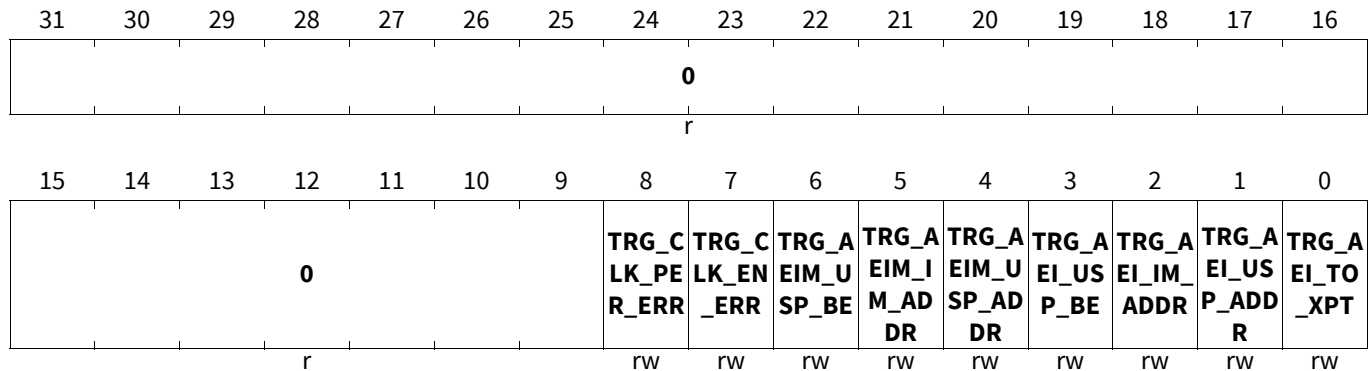 31 30 29 28 27 26 25 24 23 22 21 20 19 18 17 16
0
r
15 14 13 12 11 10 9 8 7 6 5 4 3 2 1 0
0
TRG_C
LK_PE
R_ERR
TRG_C
LK_EN
_ERR
TRG_A
EIM_U
SP_BE
TRG_A
EIM_I
M_AD
DR
TRG_A
EIM_U
SP_AD
DR
TRG_A
EI_US
P_BE
TRG_A
EI_IM_
ADDR
TRG_A
EI_US
P_ADD
R
TRG_A
EI_TO
_XPT
r rw rw rw rw rw rw rw rw rw